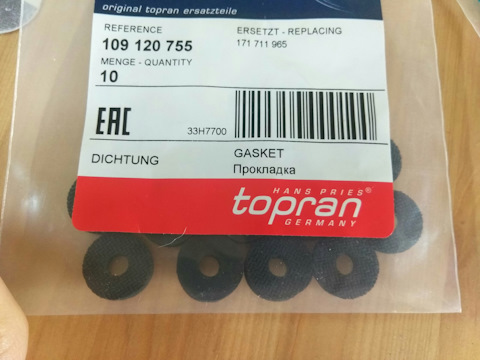 original topran ersatzteile
REFERENCE
109 120 755
ERSETZT - REPLACING
171 711 965
MENGE - QUANTITY
10
EAC
33H7700
DICHTUNG
GASKET
Прокладка
HANS PRIES®
topran
GERMANY